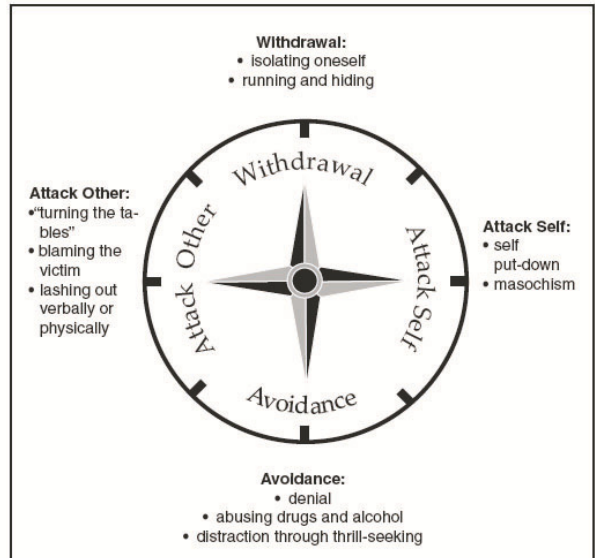 Withdrawal:
• isolating oneself
• running and hiding
Withdrawal
Attack Other:
•“turning the ta-
bles”
• blaming the
victim
• lashing out
verbally or
physically
Attack Other
Attack Self
Attack Self:
• self
put-down
• masochism
Avoidance
Avoidance:
• denial
• abusing drugs and alcohol
• distraction through thrill-seeking